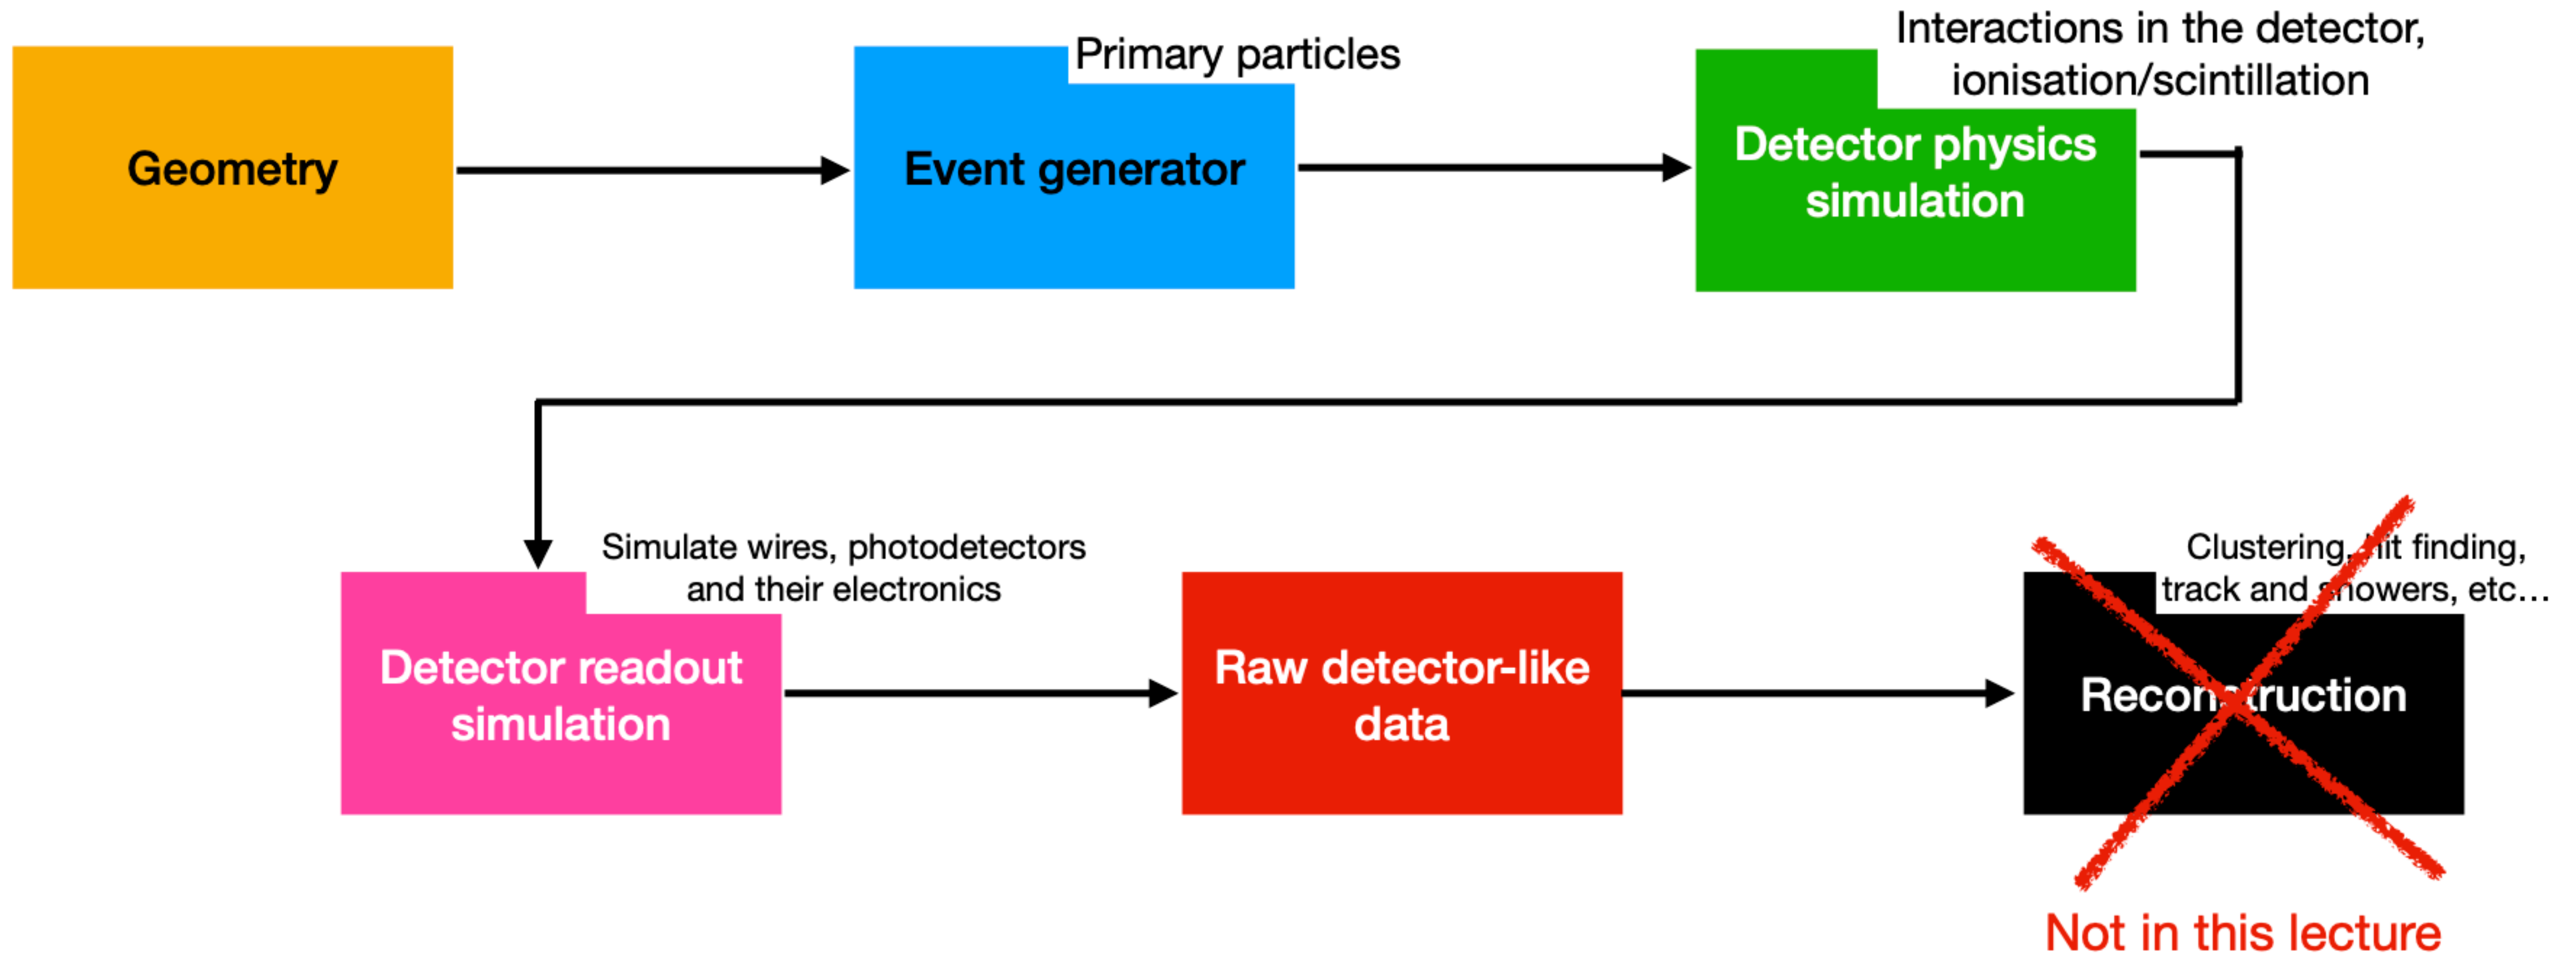 Geometry
Primary particles
Event generator
Interactions in the detector,
ionisation/scintillation
Detector physics
simulation
Simulate wires, photodetectors
and their electronics
Detector readout
simulation
Raw detector-like
data
Clustering, hit finding,
track and showers, etc...
Reconstruction
Not in this lecture